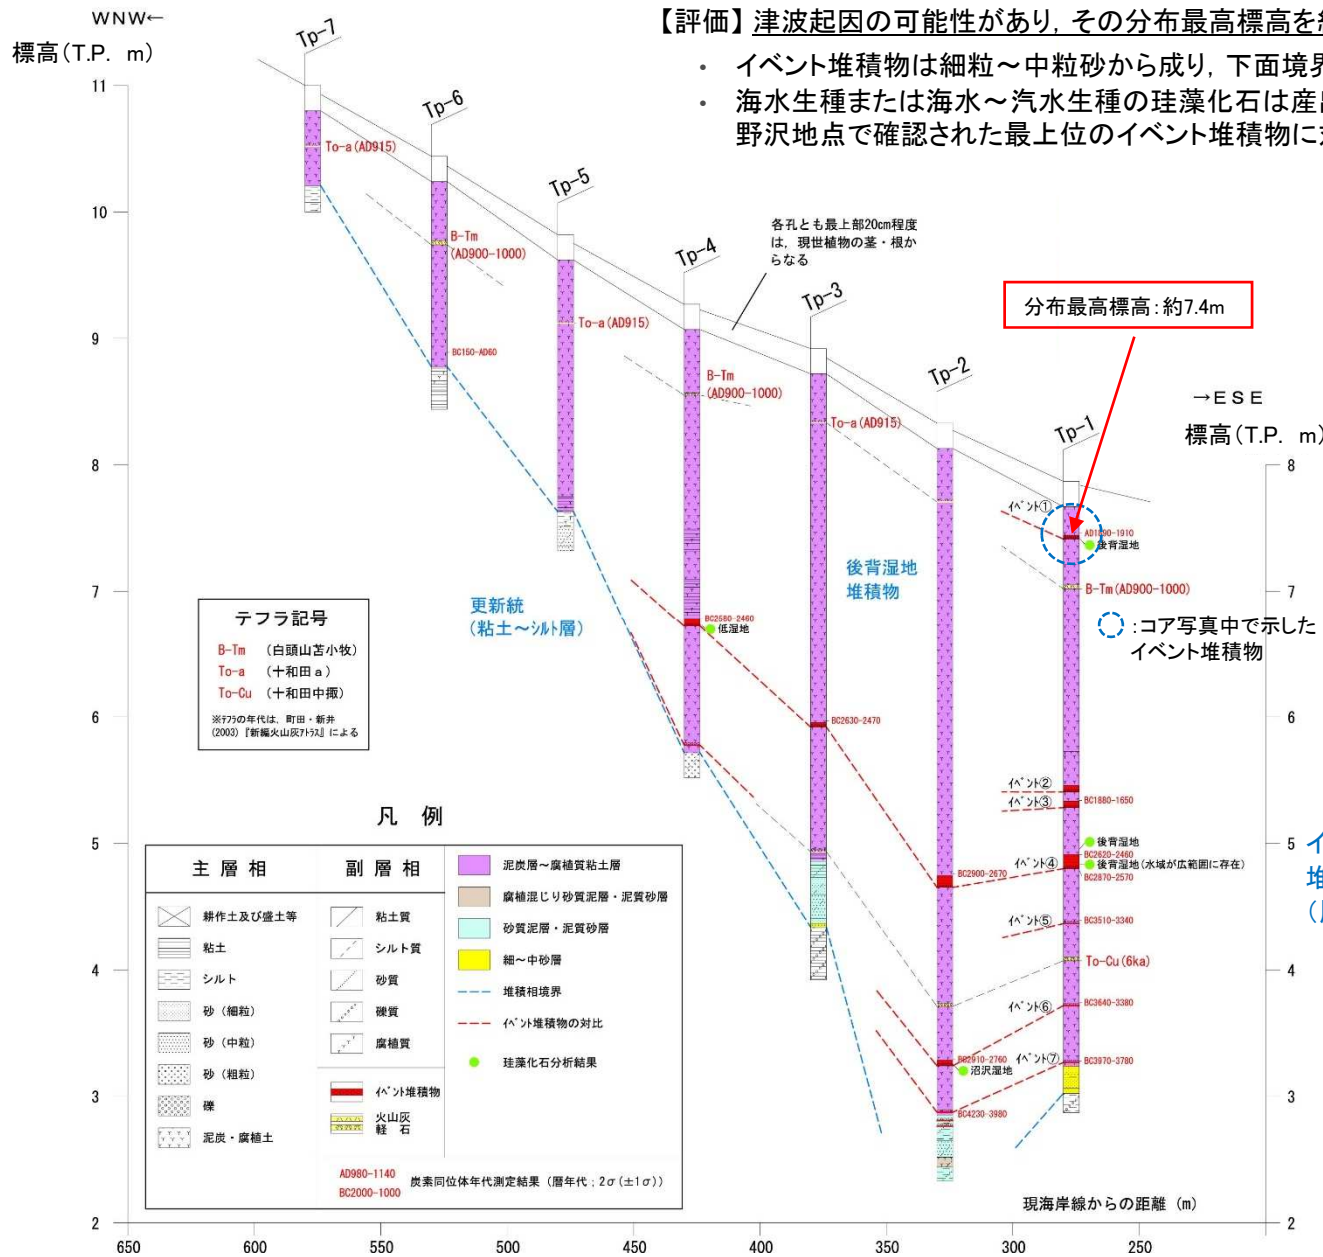 WNW←
標高(T.P. m)
【評価】津波起因の可能性があり，その分布最高標高を
・ イベント堆積物は細粒～中粒砂から成り，下面境界
・ 海水生種または海水～汽水生種の珪藻化石は産
野沢地点で確認された最上位のイベント堆積物に
Tp-7
Tp-6
Tp-5
Tp-4
Tp-3
Tp-2
Tp-1
各孔とも最上部20cm程度
は，現世植物の茎・根か
らなる
分布最高標高：約7.4m
→ESE
標高(T.P. m)
11
10
9
8
7
6
5
4
3
2
8
7
6
5
4
3
2
To-a(AD915)
B-Tm
(AD900-1000)
BC150-AD60
To-a(AD915)
B-Tm
(AD900-1000)
BC2580-2460
低湿地
To-a(AD915)
BC2630-2470
BC2900-2670
沼沢湿地
BC4230-3980
イベント①
後背湿地
B-Tm(AD900-1000)
：コア写真中で示した
イベント堆積物
イベント②
イベント③
BC1880-1650
後背湿地
イベント④
BC2620-2460
後背湿地(水域が広範囲に存在)
BC2870-2570
イベント⑤
BC3510-3340
To-Cu(6ka)
イベント⑥
BC3640-3380
イベント⑦
BC3970-3780
更新統
(粘土～シルト層)
後背湿地
堆積物
テフラ記号
B-Tm (白頭山苫小牧)
To-a (十和田a)
To-Cu (十和田中掫)
※テフラの年代は，町田・新井
(2003)『新編火山灰アトラス』による
凡 例
主層相
耕作土及び盛土等
粘土
シルト
砂（細粒）
砂（中粒）
砂（粗粒）
礫
泥炭・腐植土
副層相
粘土質
シルト質
砂質
礫質
腐植質
イベント堆積物
火山灰
軽石
泥炭層～腐植質粘土層
腐植混じり砂質泥層・泥質砂層
砂質泥層・泥質砂層
細～中砂層
堆積相境界
イベント堆積物の対比
珪藻化石分析結果
AD980-1140
BC2000-1000
炭素同位体年代測定結果（暦年代；2σ(±1σ)）
現海岸線からの距離 (m)
650
600
550
500
450
400
350
300
250
200